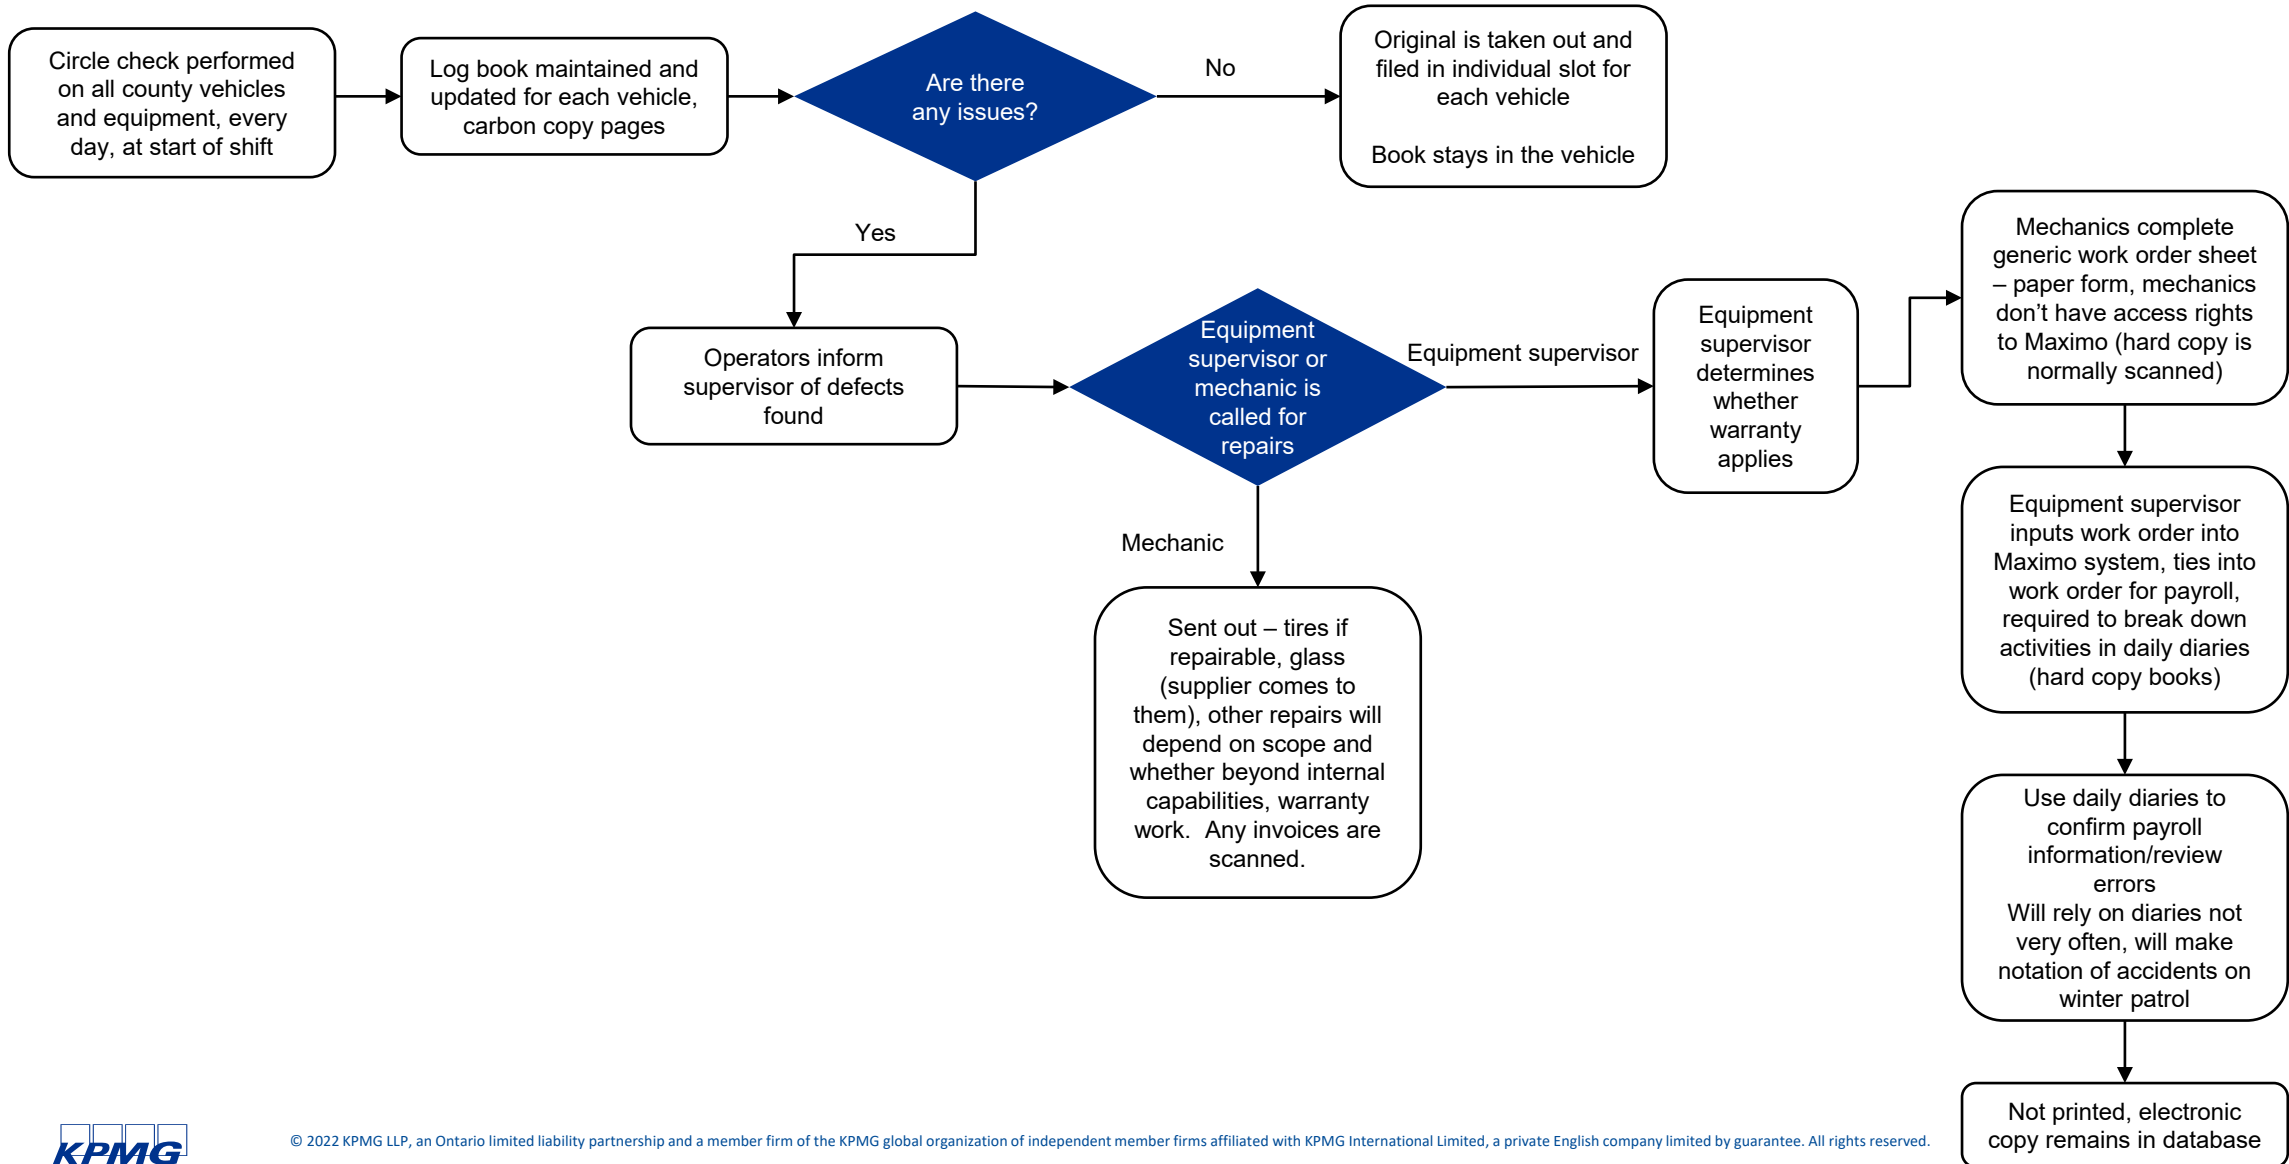 Circle check performed
on all county vehicles
and equipment, every
day, at start of shift
Log book maintained and
updated for each vehicle,
carbon copy pages
Are there
any issues?
No
Original is taken out and
filed in individual slot for
each vehicle
Book stays in the vehicle
Yes
Operators inform
supervisor of defects
found
Equipment
supervisor or
mechanic is
called for
repairs
Equipment supervisor
Equipment
supervisor
determines
whether
warranty
applies
Mechanics complete
generic work order sheet
– paper form, mechanics
don’t have access rights
to Maximo (hard copy is
normally scanned)
Mechanic
Sent out – tires if
repairable, glass
(supplier comes to
them), other repairs will
depend on scope and
whether beyond internal
capabilities, warranty
work.  Any invoices are
scanned.
Equipment supervisor
inputs work order into
Maximo system, ties into
work order for payroll,
required to break down
activities in daily diaries
(hard copy books)
Use daily diaries to
confirm payroll
information/review
errors
Will rely on diaries not
very often, will make
notation of accidents on
winter patrol
Not printed, electronic
copy remains in database
KPMG
© 2022 KPMG LLP, an Ontario limited liability partnership and a member firm of the KPMG global organization of independent member firms affiliated with KPMG International Limited, a private English company limited by guarantee. All rights reserved.